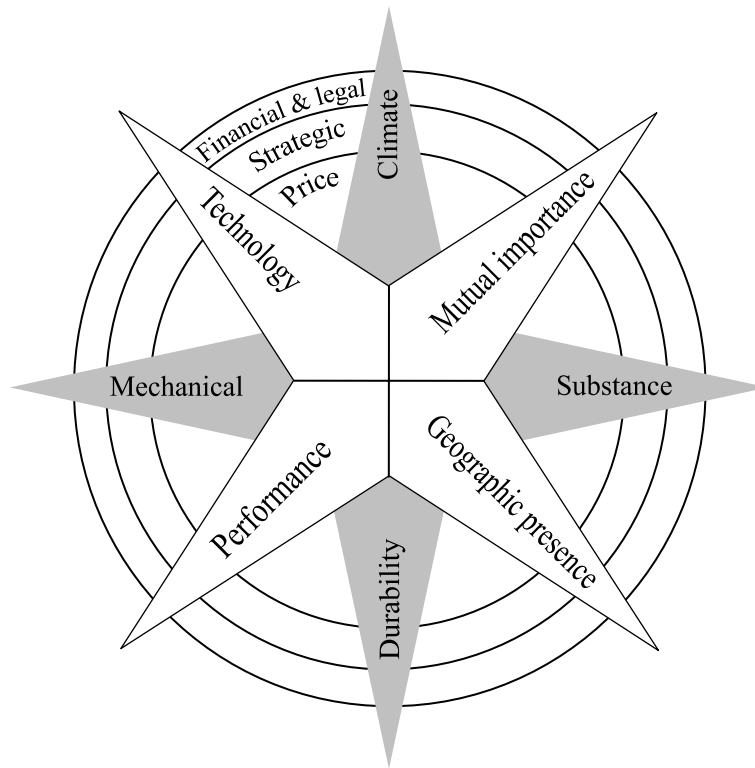 Financial & legal
Strategic
Price
Climate
Technology
Mutual importance
Mechanical
Substance
Performance
Geographic presence
Durability